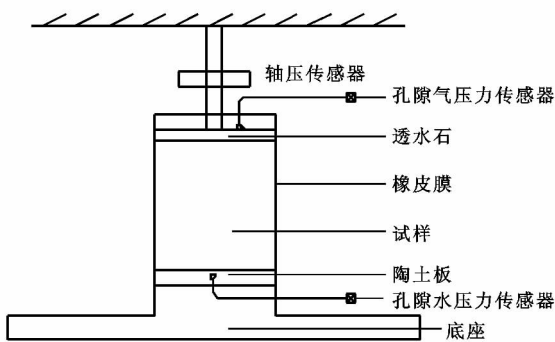 轴压传感器
孔隙气压力传感器
透水石
橡皮膜
试样
陶土板
孔隙水压力传感器
底座